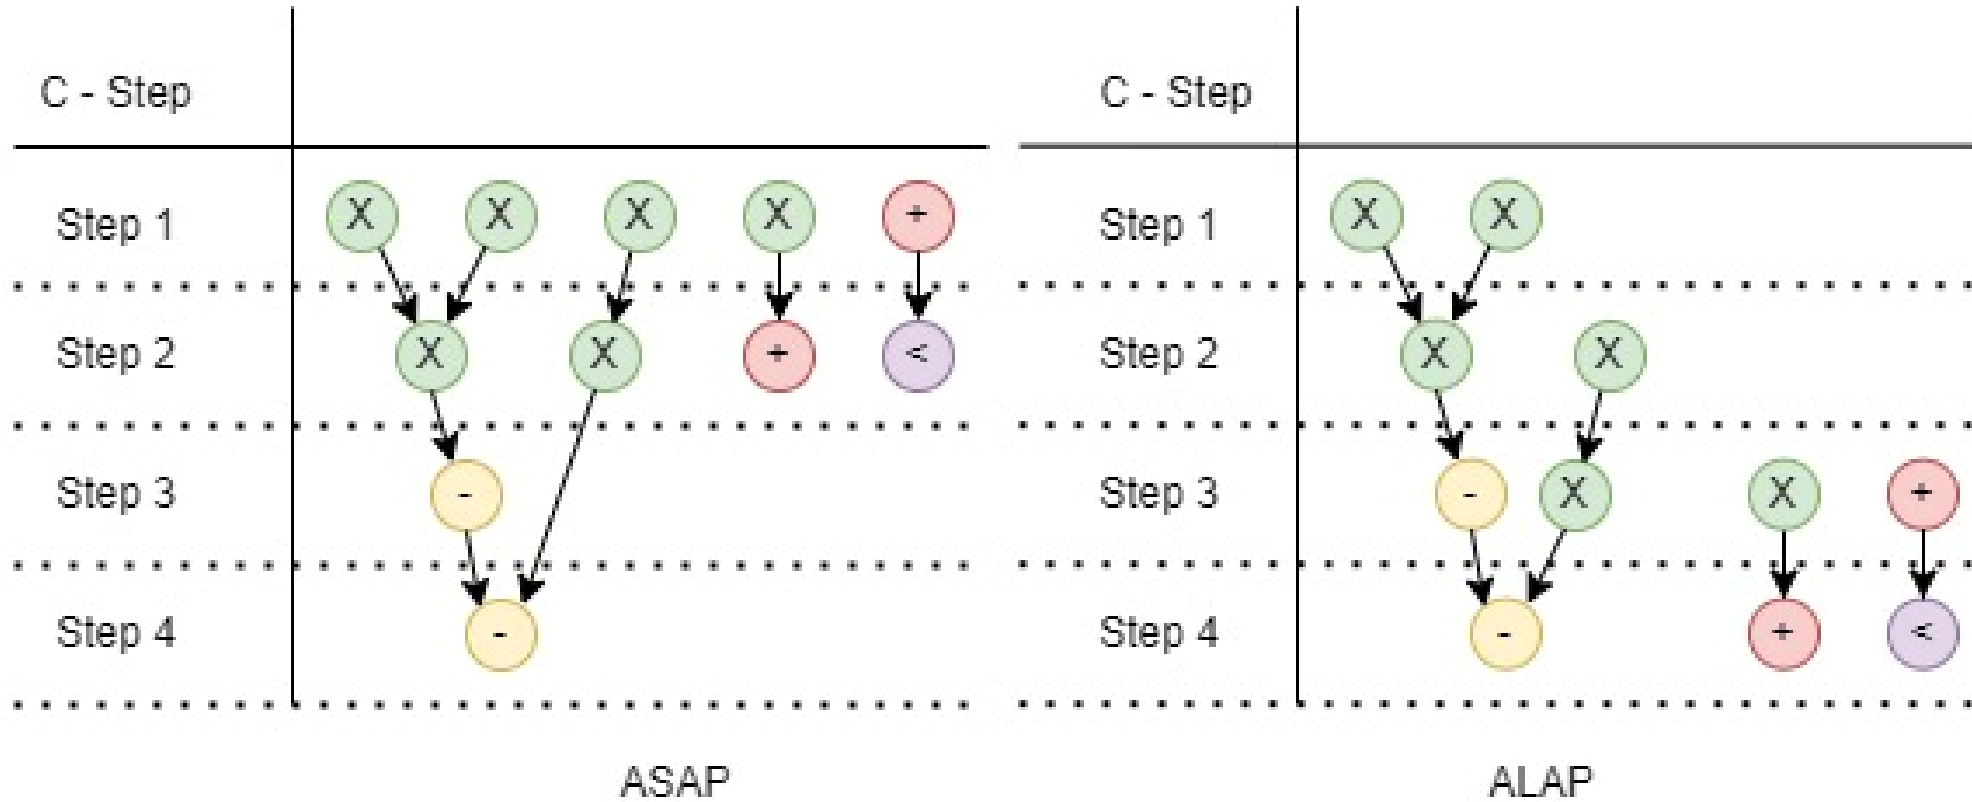 C - Step
Step 1 X X X X +
Step 2 X X + <
Step 3 -
Step 4 -
ASAP
C - Step
Step 1 X X
Step 2 X X
Step 3 - X X +
Step 4 - + <
ALAP